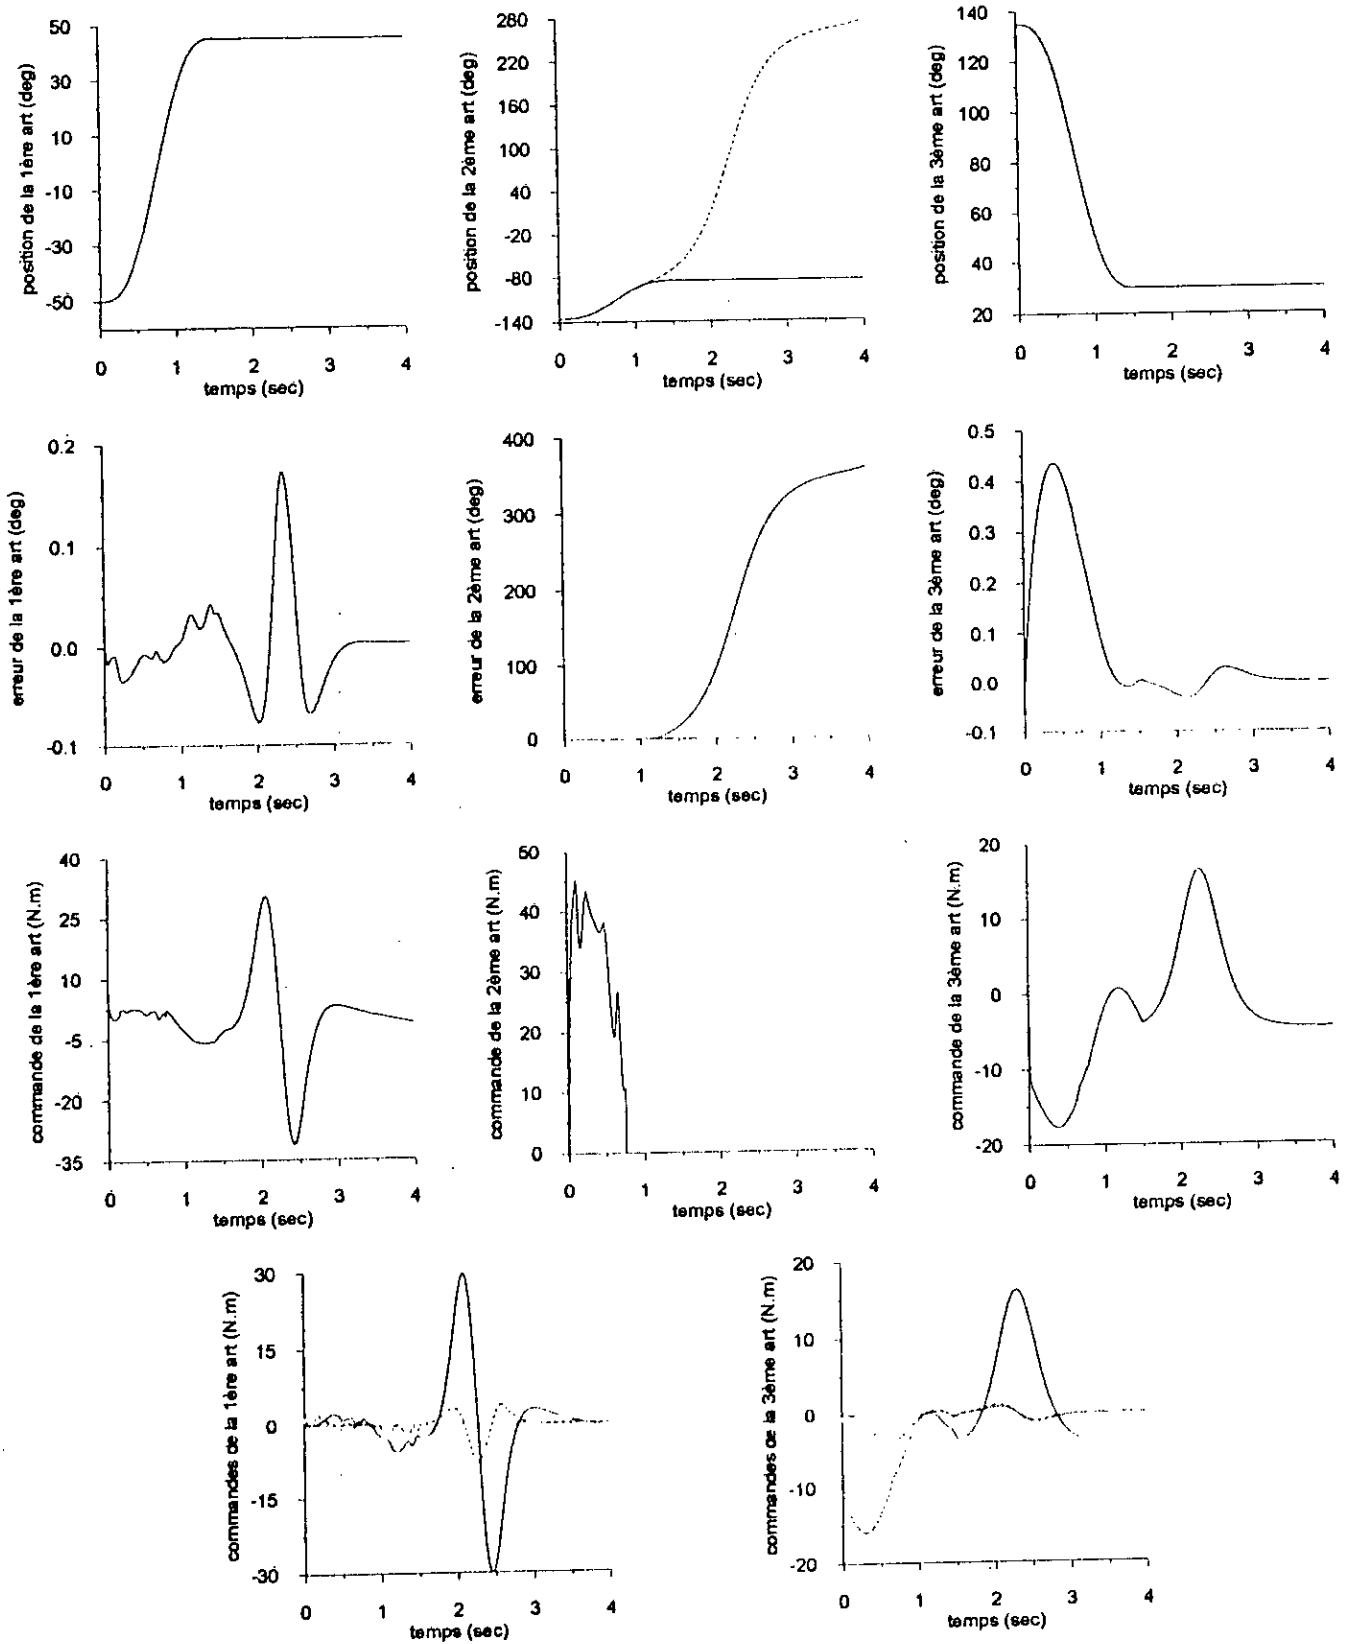 position de la 1ère art (deg)
50
30
10
-10
-30
-50
0 1 2 3 4
temps (sec)
position de la 2ème art (deg)
280
220
160
100
40
-20
-80
-140
0 1 2 3 4
temps (sec)
position de la 3ème art (deg)
140
120
100
80
60
40
20
0 1 2 3 4
temps (sec)
erreur de la 1ère art (deg)
0.2
0.1
0.0
-0.1
0 1 2 3 4
temps (sec)
erreur de la 2ème art (deg)
400
300
200
100
0
0 1 2 3 4
temps (sec)
erreur de la 3ème art (deg)
0.5
0.4
0.3
0.2
0.1
0.0
-0.1
0 1 2 3 4
temps (sec)
commande de la 1ère art (N.m)
40
25
10
-5
-20
-35
0 1 2 3 4
temps (sec)
commande de la 2ème art (N.m)
50
40
30
20
10
0
0 1 2 3 4
temps (sec)
commande de la 3ème art (N.m)
20
10
0
-10
-20
0 1 2 3 4
temps (sec)
commandes de la 1ère art (N.m)
30
15
0
-15
-30
0 1 2 3 4
temps (sec)
commandes de la 3ème art (N.m)
20
10
0
-10
-20
0 1 2 3 4
temps (sec)